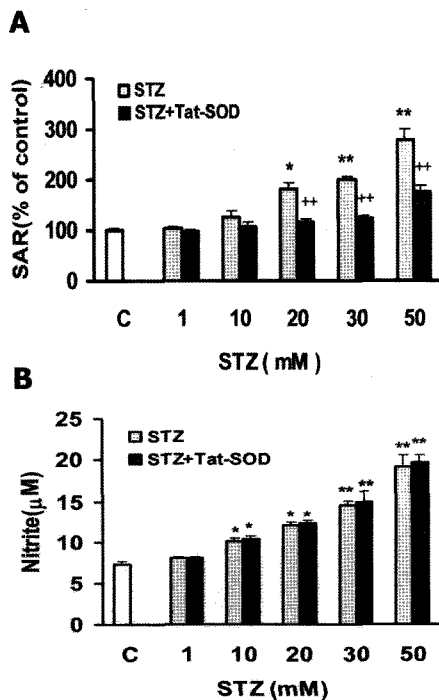 A
400
300
200
100
0
SAR(% of control)
STZ
STZ+Tat-SOD
*
++
**
++
**
++
C 1 10 20 30 50
STZ ( mM )
B
25
20
15
10
5
0
Nitrite(μM)
STZ
STZ+Tat-SOD
* *
* *
** **
** **
C 1 10 20 30 50
STZ (mM)